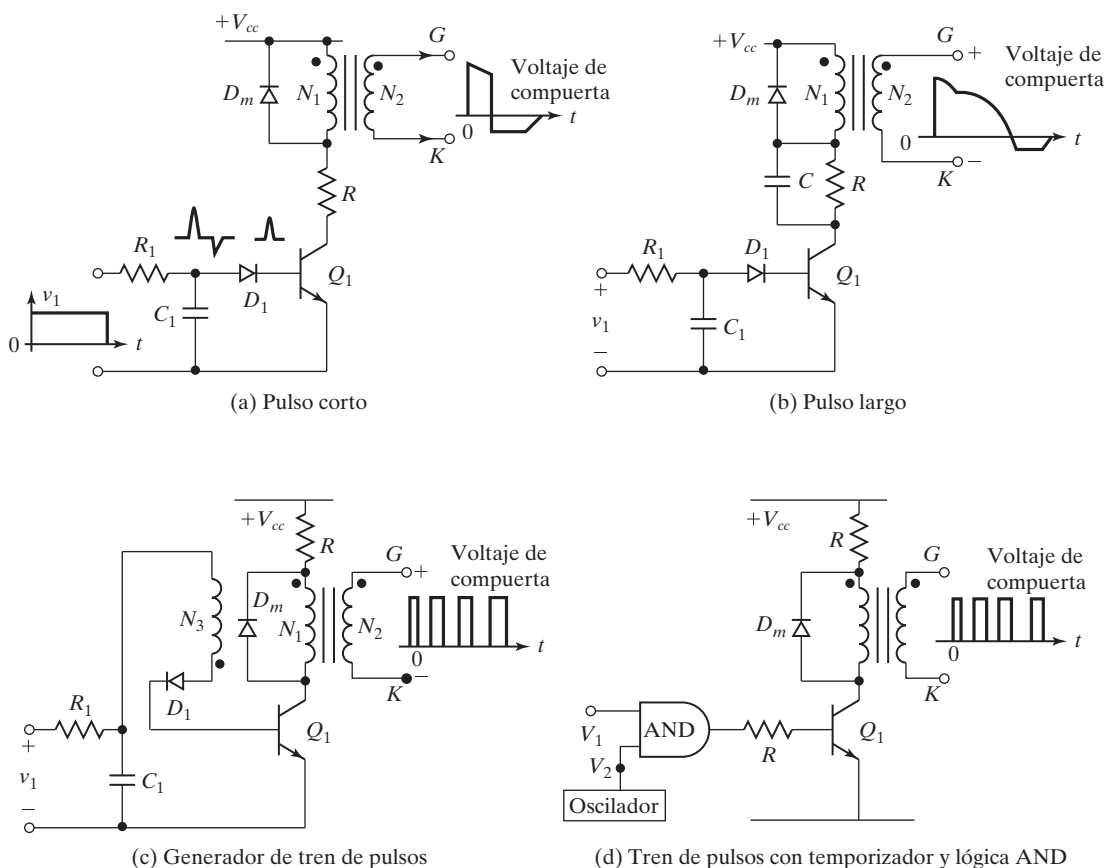 +V_cc
G
D_m
N_1
N_2
Voltaje de
compuerta
0
t
K
R
R_1
D_1
Q_1
v_1
C_1
0
t
(a) Pulso corto
+V_cc
G
+
D_m
N_1
N_2
Voltaje de
compuerta
0
t
K
−
C
R
R_1
D_1
Q_1
+
v_1
−
C_1
(b) Pulso largo
+V_cc
R
G
+
Voltaje de
compuerta
N_3
D_m
N_1
N_2
0
t
K
−
D_1
R_1
Q_1
+
v_1
−
C_1
(c) Generador de tren de pulsos
+V_cc
R
G
Voltaje de
compuerta
D_m
0
t
K
V_1
AND
R
Q_1
V_2
Oscilador
(d) Tren de pulsos con temporizador y lógica AND